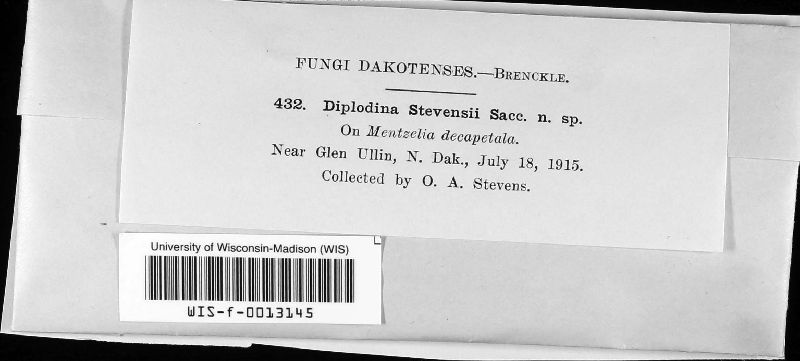 FUNGI DAKOTENSES.—BRENCKLE.
432. Diplodina Stevensii Sacc. n. sp.
On Mentzelia decapetala.
Near Glen Ullin, N. Dak., July 18, 1915.
Collected by O. A. Stevens.
University of Wisconsin-Madison (WIS)
WIS-f-0013145